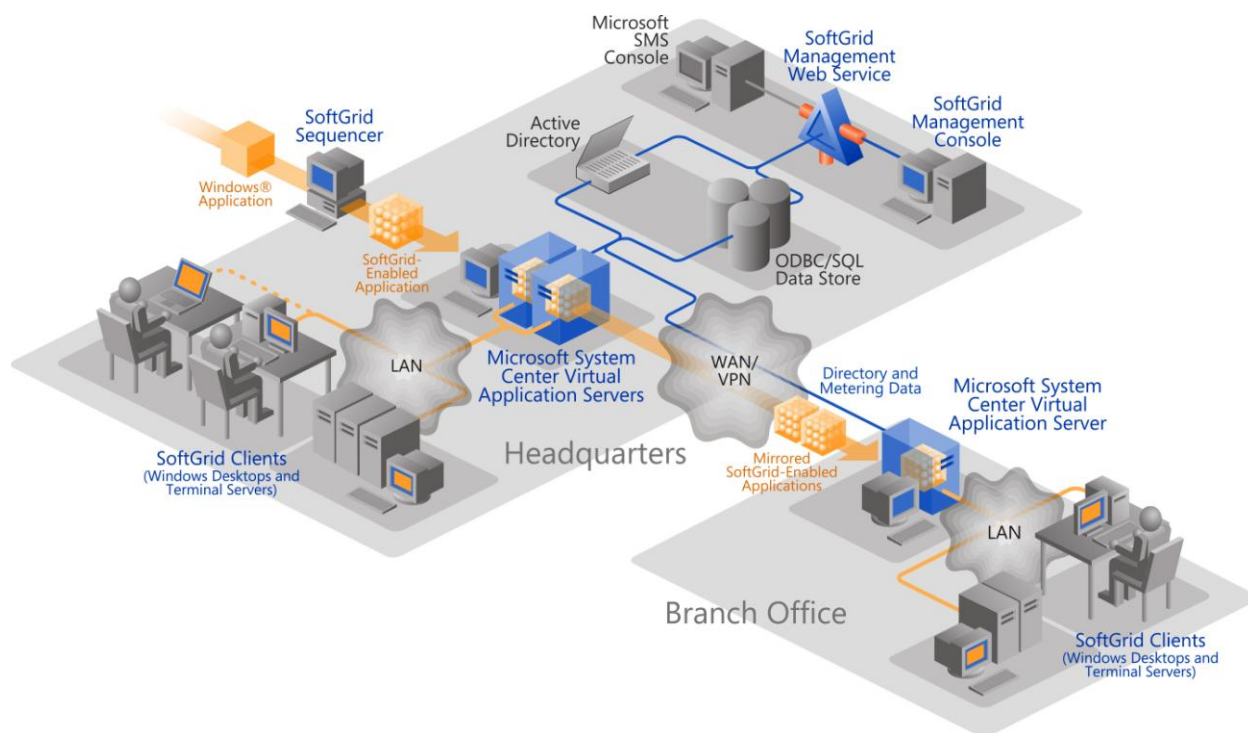 Microsoft
SMS
Console
SoftGrid
Management
Web Service
SoftGrid
Management
Console
SoftGrid
Sequencer
Active
Directory
Windows®
Application
SoftGrid-
Enabled
Application
ODBC/SQL
Data Store
LAN
Microsoft System
Center Virtual
Application Servers
WAN/
VPN
Directory and
Metering Data
Microsoft System
Center Virtual
Application Server
Headquarters
Mirrored
SoftGrid-Enabled
Applications
SoftGrid Clients
(Windows Desktops and
Terminal Servers)
LAN
Branch Office
SoftGrid Clients
(Windows Desktops and
Terminal Servers)